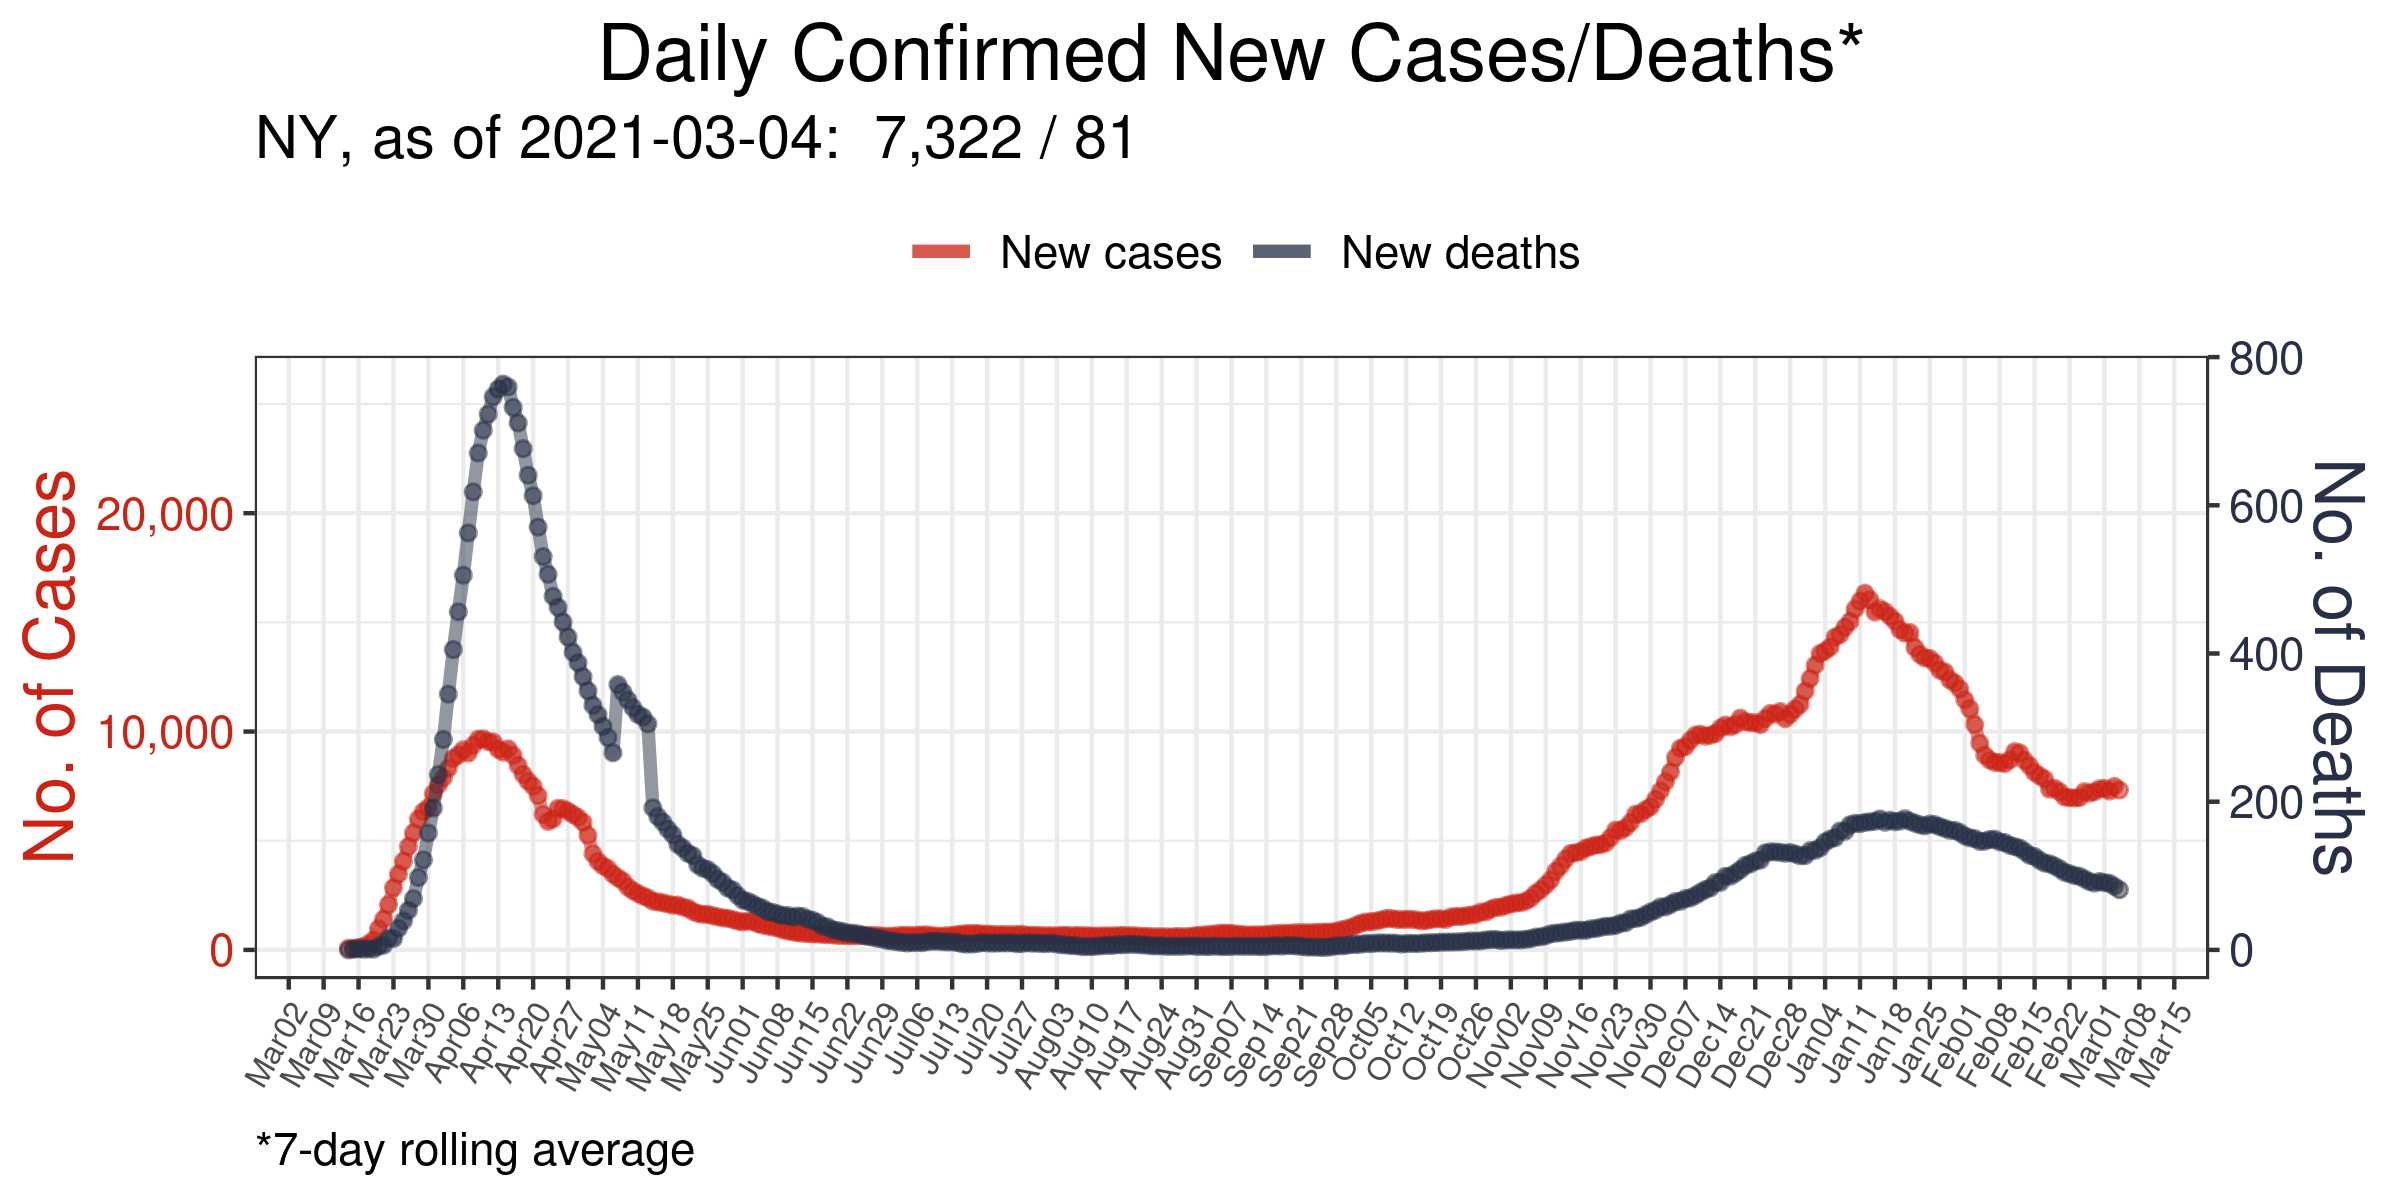 Daily Confirmed New Cases/Deaths*
NY, as of 2021-03-04:  7,322 / 81
New cases New deaths
No. of Cases
20,000
10,000
0
800
600
400
200
0
No. of Deaths
Mar02 Mar09 Mar16 Mar23 Mar30 Apr06 Apr13 Apr20 Apr27 May04 May11 May18 May25 Jun01 Jun08 Jun15 Jun22 Jun29 Jul06 Jul13 Jul20 Jul27 Aug03 Aug10 Aug17 Aug24 Aug31 Sep07 Sep14 Sep21 Sep28 Oct05 Oct12 Oct19 Oct26 Nov02 Nov09 Nov16 Nov23 Nov30 Dec07 Dec14 Dec21 Dec28 Jan04 Jan11 Jan18 Jan25 Feb01 Feb08 Feb15 Feb22 Mar01 Mar08 Mar15
*7-day rolling average